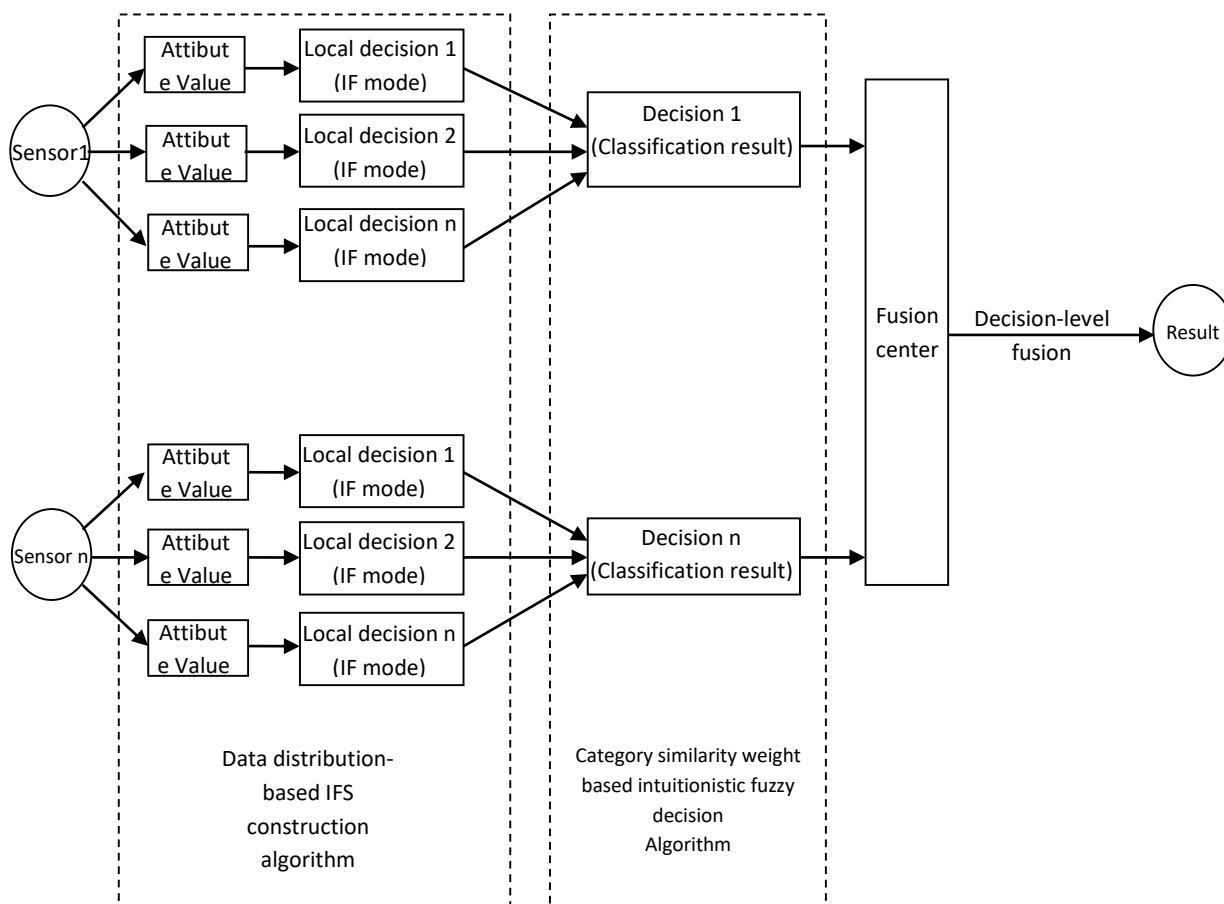 Sensor1
Attibut
e Value
Local decision 1
(IF mode)
Attibut
e Value
Local decision 2
(IF mode)
Attibut
e Value
Local decision n
(IF mode)
Decision 1
(Classification result)
Sensor n
Attibut
e Value
Local decision 1
(IF mode)
Attibut
e Value
Local decision 2
(IF mode)
Attibut
e Value
Local decision n
(IF mode)
Decision n
(Classification result)
Fusion
center
Decision-level
fusion
Result
Data distribution-
based IFS
construction
algorithm
Category similarity weight
based intuitionistic fuzzy
decision
Algorithm